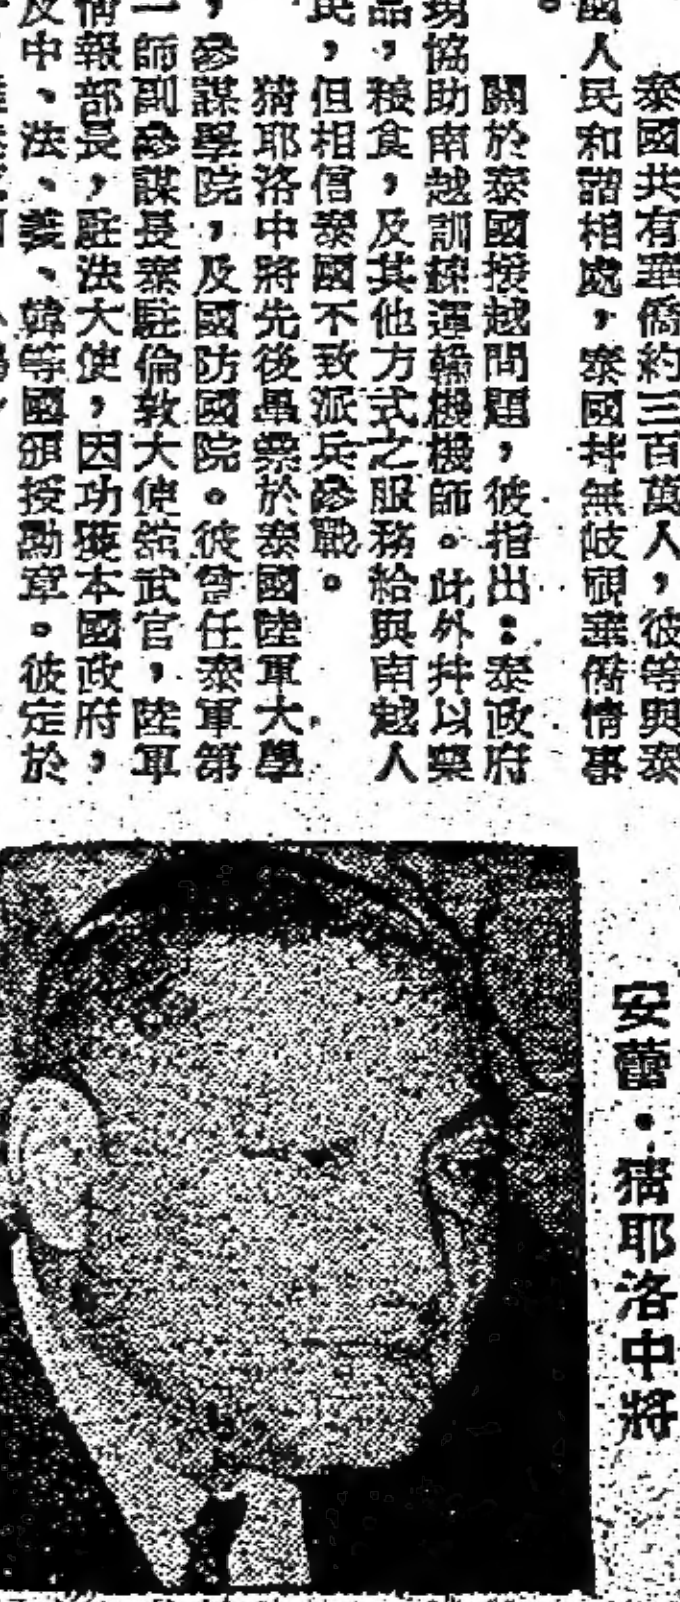 泰國共有華僑約三百萬人，彼等與泰
國人民和諧相處，泰國并無岐視華僑情事
。
關於泰國援越問題，彼指出：泰政府
現協助南越訓練運輸機機師。此外并以藥
品，糧食，及其他方式之服務給與南越人
民，但相信泰國不致派兵參戰。
猜耶洛中將先後畢業於泰國陸軍大學
，參謀學院，及國防國院。彼曾任泰軍第
一師副參謀長泰駐倫敦大使舘武官，陸軍
情報部長，駐法大使，因功獲本國政府，
及中、法、義、韓等國頒授勳章。彼定於
安蕾·猜耶洛中將